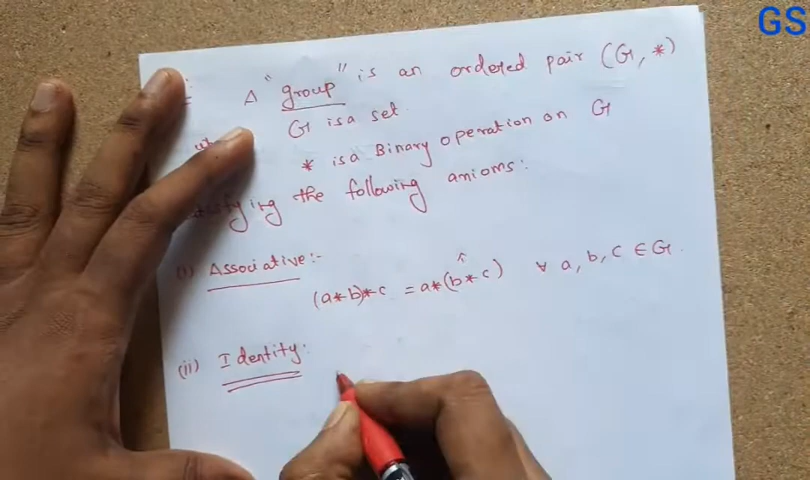 GS
A "group" is an ordered pair (G, *)
G is a set
* is a Binary operation on G
the following axioms:
(i) Associative:-
(a*b)*c = a*(b*c) ∀ a, b, c ∈ G.
(ii) Identity: